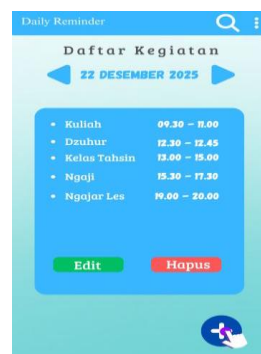 Daily Reminder
Daftar Kegiatan
22 DESEMBER 2025
• Kuliah 09.30 – 11.00
• Dzuhur 12.30 – 12.45
• Kelas Tahsin 13.00 – 15.00
• Ngaji 15.30 – 17.30
• Ngajar Les 19.00 – 20.00
Edit Hapus